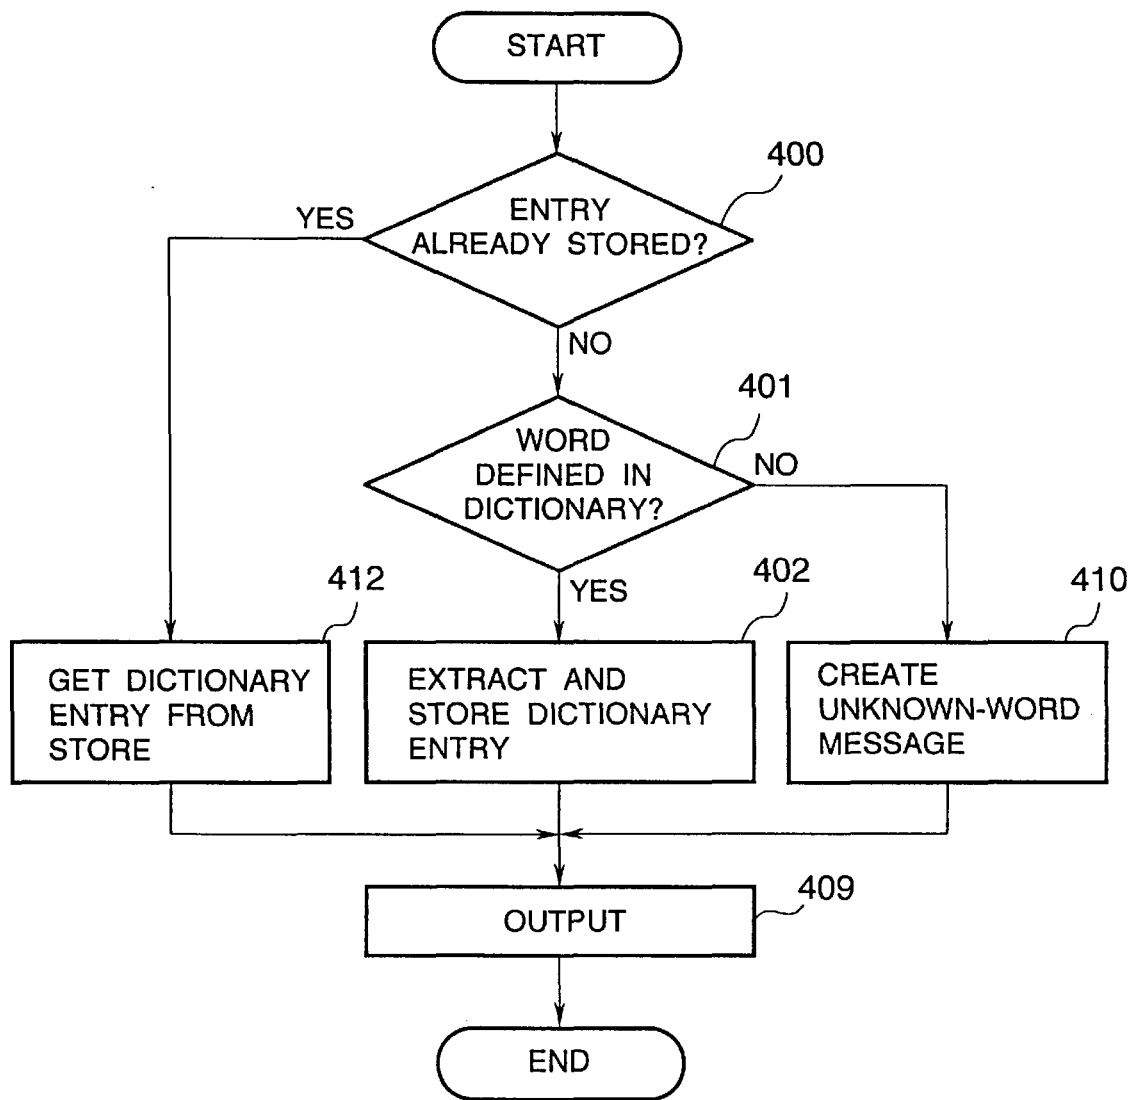 START
400
ENTRY
YES
ALREADY STORED?
NO
401
WORD
DEFINED IN
NO
DICTIONARY?
412
YES
402
410
GET DICTIONARY
ENTRY FROM
STORE
EXTRACT AND
STORE DICTIONARY
ENTRY
CREATE
UNKNOWN-WORD
MESSAGE
409
OUTPUT
END